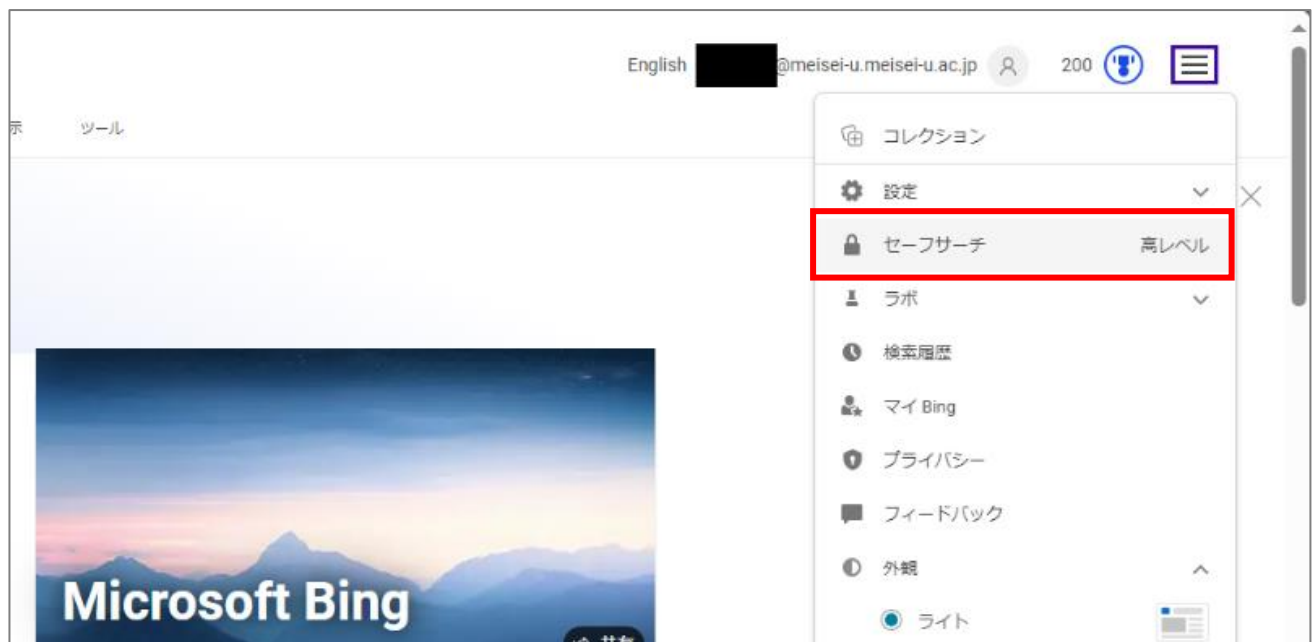 English @meisei-u.meisei-u.ac.jp 200
示 ツール
コレクション
設定
セーフサーチ 高レベル
ラボ
検索履歴
マイ Bing
プライバシー
フィードバック
外観
ライト
Microsoft Bing
共有